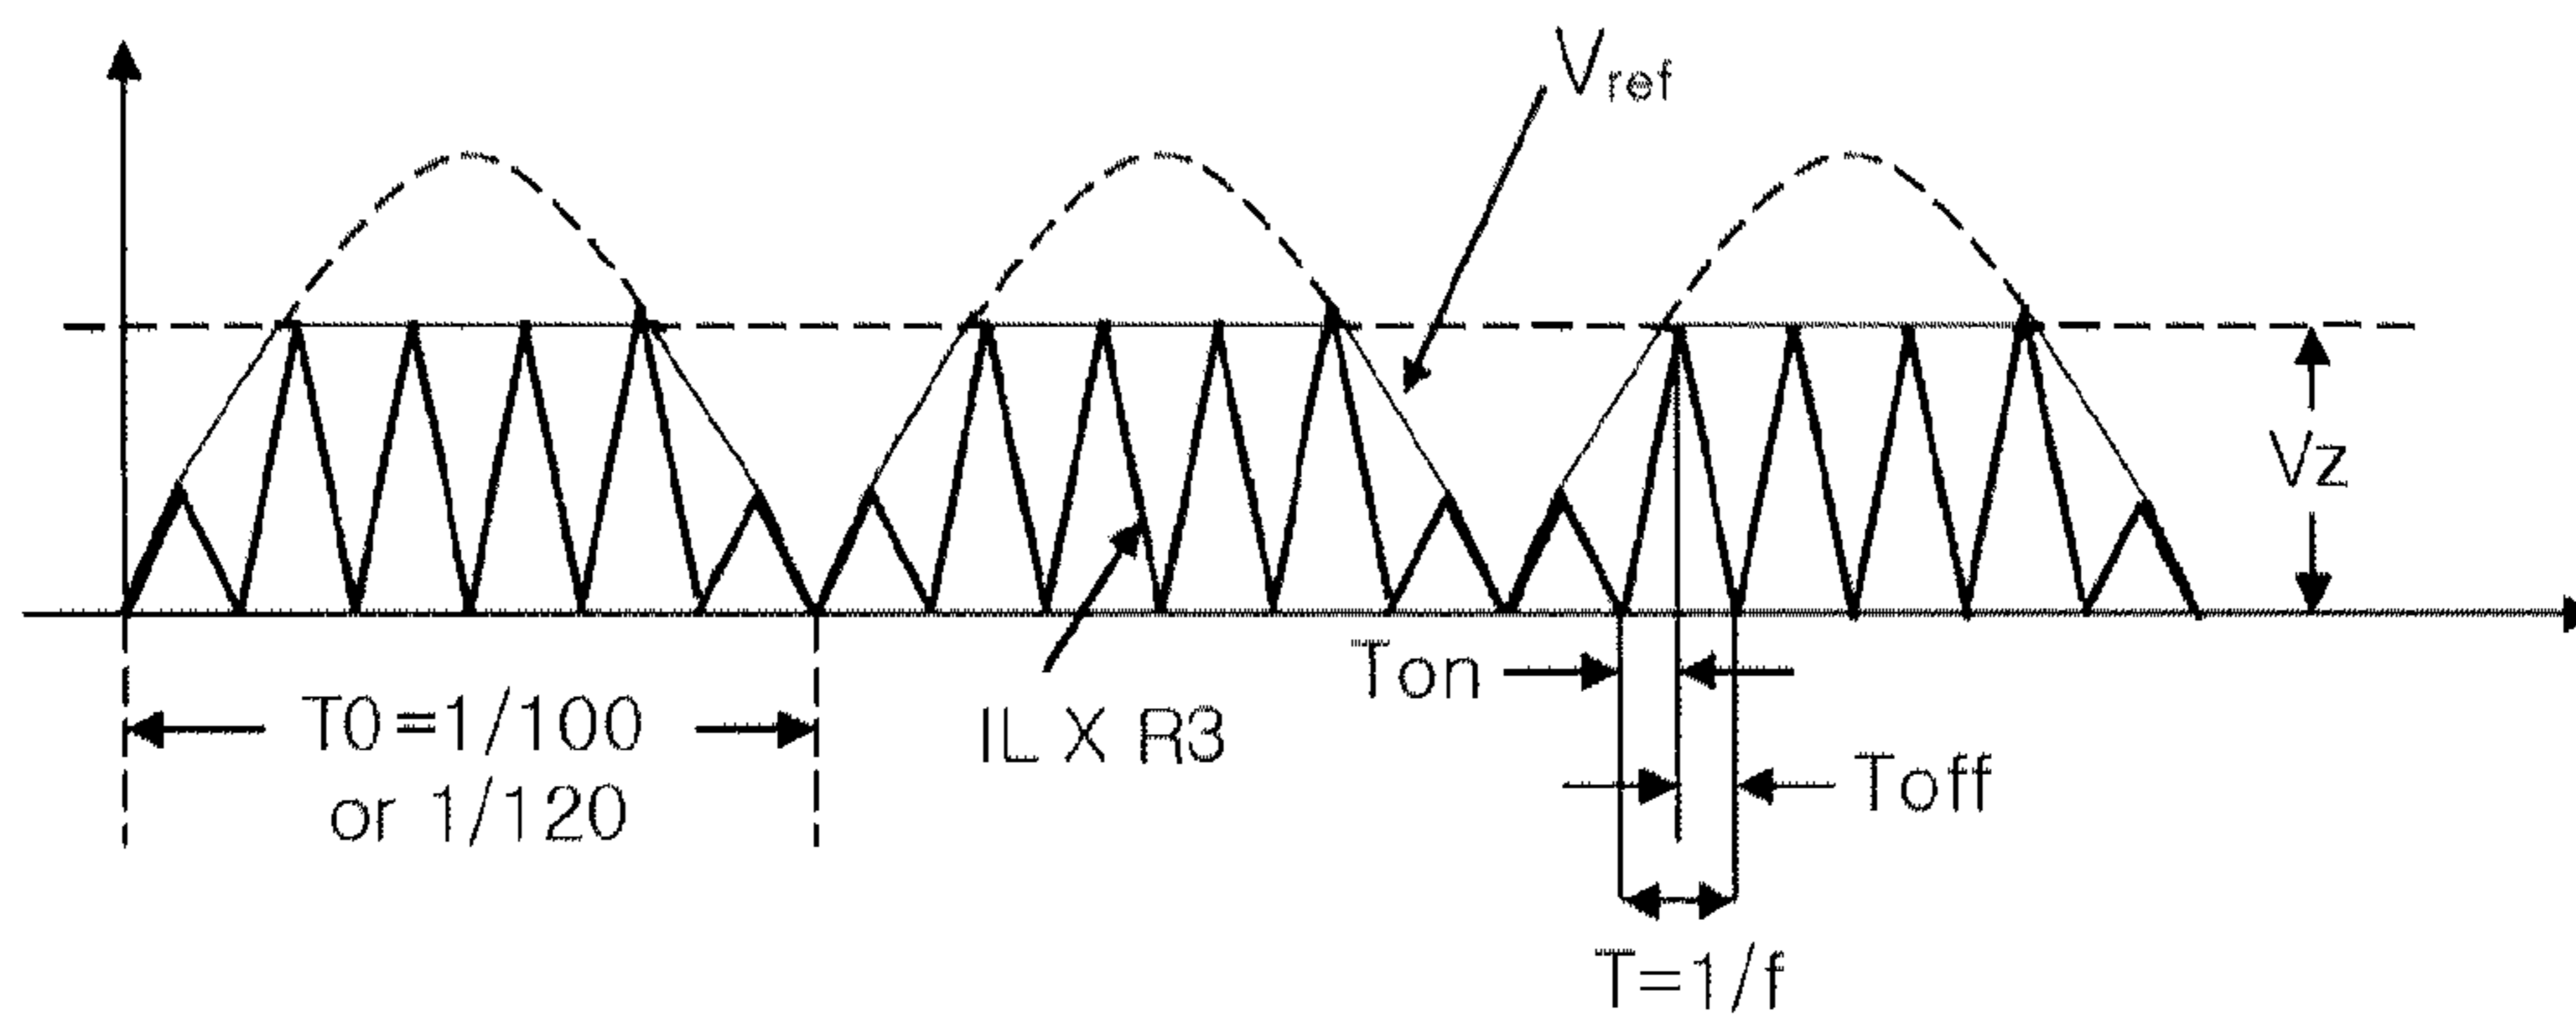 Vref
Vz
Ton
T0=1/100
or 1/120
IL X R3
Toff
T=1/f